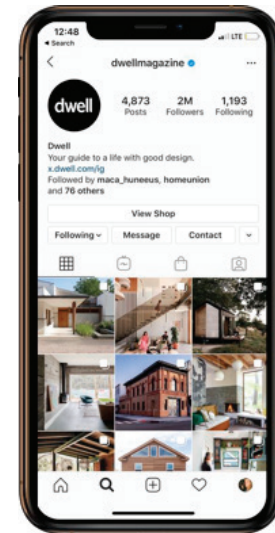 12:48
◂ Search
LTE
dwellmagazine
dwell
4,873 2M 1,193
Posts Followers Following
Dwell
Your guide to a life with good design.
x.dwell.com/ig
Followed by maca_huneeus, homeunion
and 76 others
View Shop
Following Message Contact